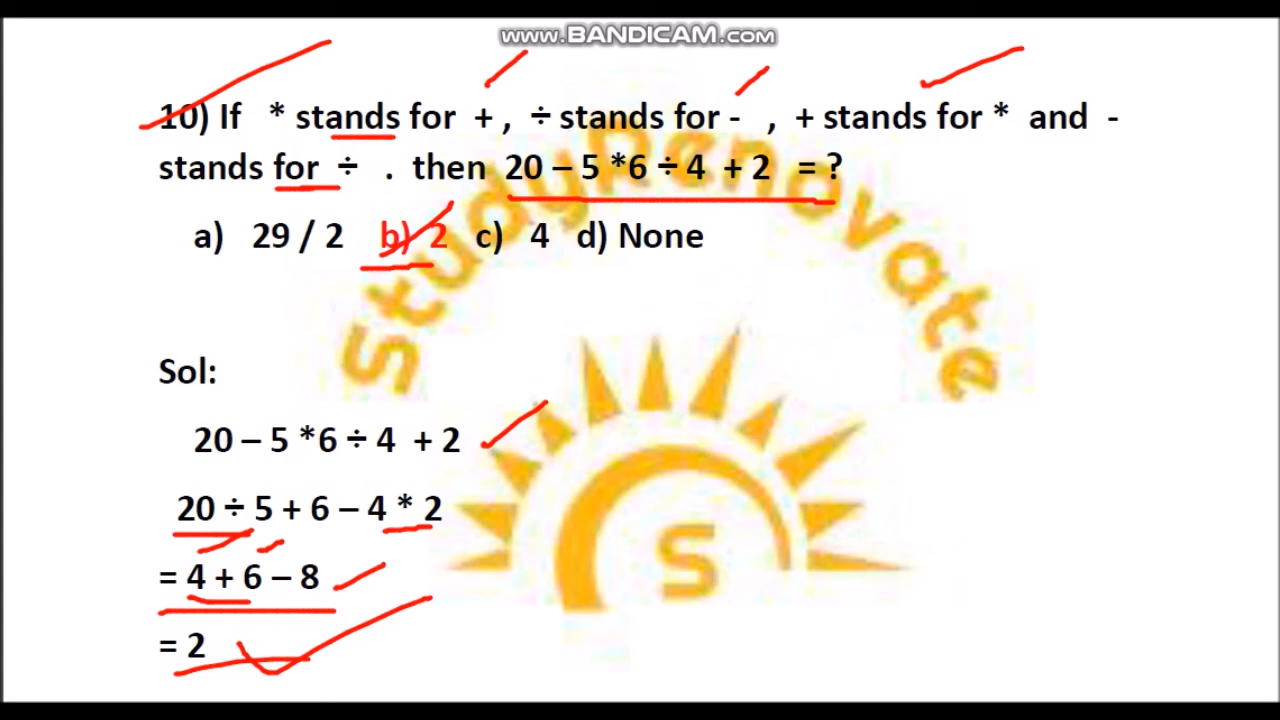 www.BANDICAM.com
10) If * stands for + , ÷ stands for - , + stands for * and -
stands for ÷ . then 20 – 5 *6 ÷ 4 + 2 = ?
a) 29 / 2 b) 2 c) 4 d) None
StudyRenovate
Sol:
20 – 5 *6 ÷ 4 + 2
20 ÷ 5 + 6 – 4 * 2
= 4 + 6 – 8
= 2
S